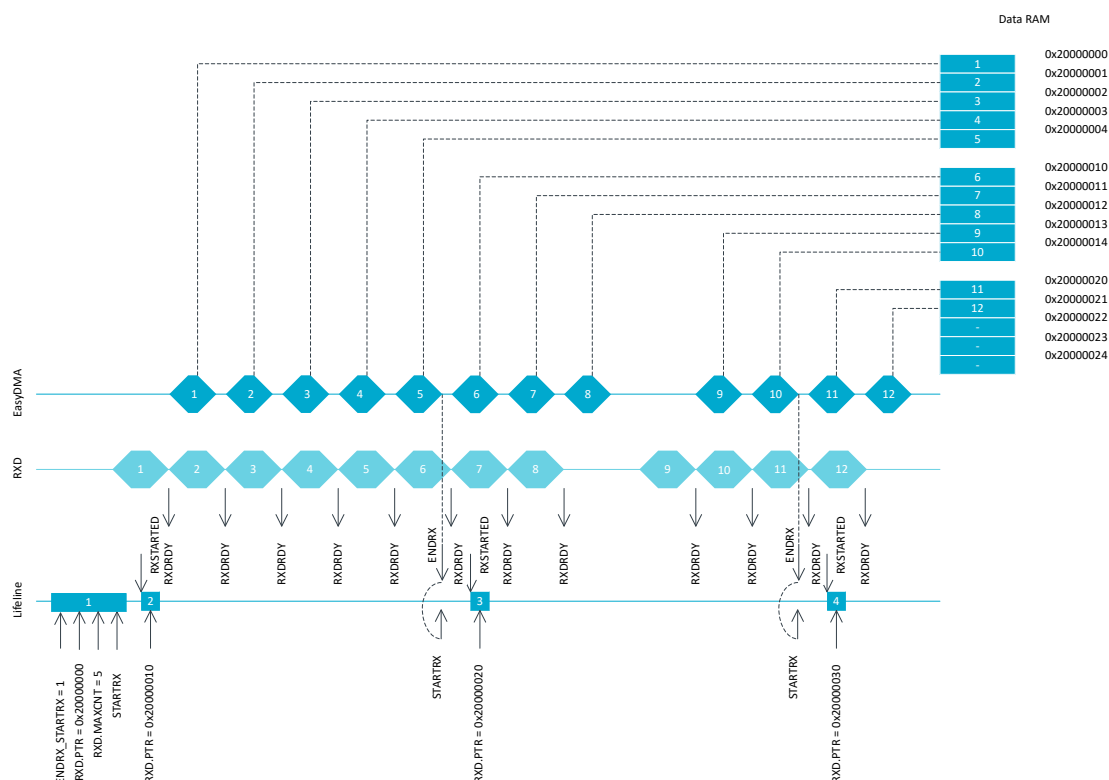 Data RAM
1
0x20000000
2
0x20000001
3
0x20000002
4
0x20000003
5
0x20000004
6
0x20000010
7
0x20000011
8
0x20000012
9
0x20000013
10
0x20000014
11
0x20000020
12
0x20000021
-
0x20000022
-
0x20000023
-
0x20000024
EasyDMA
1 2 3 4 5 6 7 8 9 10 11 12
RXD
1 2 3 4 5 6 7 8 9 10 11 12
RXSTARTED
RXDRDY
RXDRDY
RXDRDY
RXDRDY
RXDRDY
ENDRX
RXDRDY
RXSTARTED
RXDRDY
RXDRDY
RXDRDY
RXDRDY
ENDRX
RXDRDY
RXSTARTED
RXDRDY
Lifeline
1 2 3 4
ENDRX_STARTRX = 1
RXD.PTR = 0x20000000
RXD.MAXCNT = 5
STARTRX
RXD.PTR = 0x20000010
STARTRX
RXD.PTR = 0x20000020
STARTRX
RXD.PTR = 0x20000030